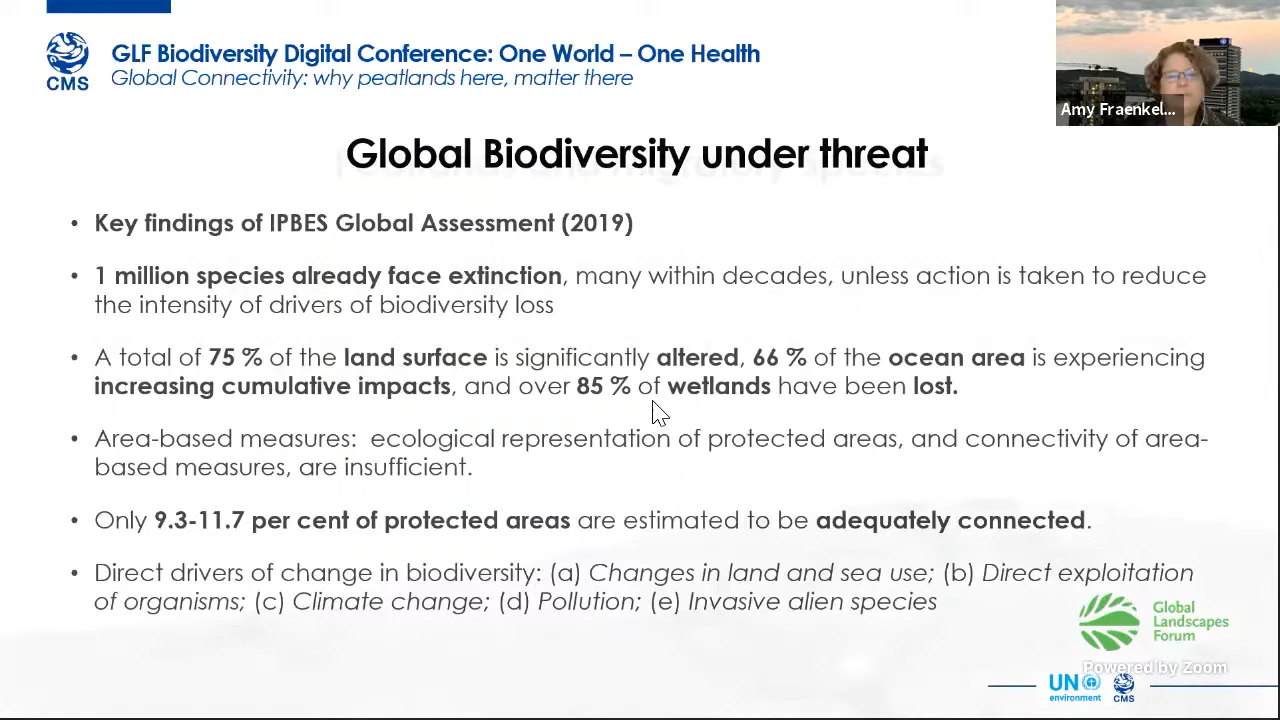 CMS
GLF Biodiversity Digital Conference: One World – One Health
Global Connectivity: why peatlands here, matter there
Amy Fraenkel...
Global Biodiversity under threat
• Key findings of IPBES Global Assessment (2019)
• 1 million species already face extinction, many within decades, unless action is taken to reduce
the intensity of drivers of biodiversity loss
• A total of 75 % of the land surface is significantly altered, 66 % of the ocean area is experiencing
increasing cumulative impacts, and over 85 % of wetlands have been lost.
• Area-based measures: ecological representation of protected areas, and connectivity of area-
based measures, are insufficient.
• Only 9.3-11.7 per cent of protected areas are estimated to be adequately connected.
• Direct drivers of change in biodiversity: (a) Changes in land and sea use; (b) Direct exploitation
of organisms; (c) Climate change; (d) Pollution; (e) Invasive alien species
Global
Landscapes
Forum
Powered by Zoom
UN
environment
CMS